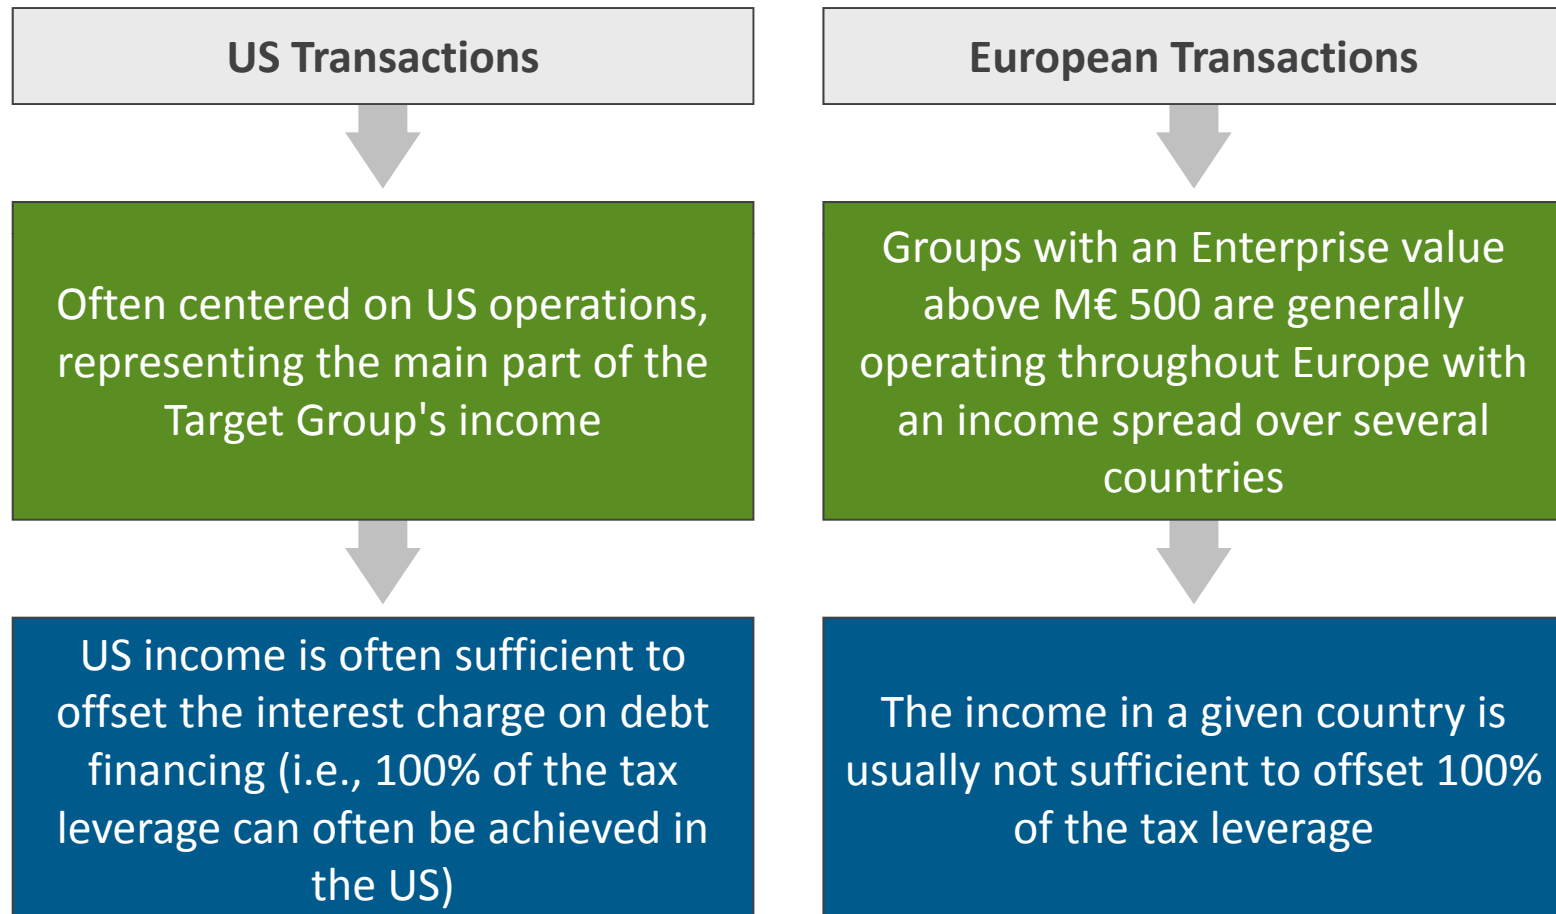 US Transactions
Often centered on US operations,
representing the main part of the
Target Group's income
US income is often sufficient to
offset the interest charge on debt
financing (i.e., 100% of the tax
leverage can often be achieved in
the US)
European Transactions
Groups with an Enterprise value
above M€ 500 are generally
operating throughout Europe with
an income spread over several
countries
The income in a given country is
usually not sufficient to offset 100%
of the tax leverage